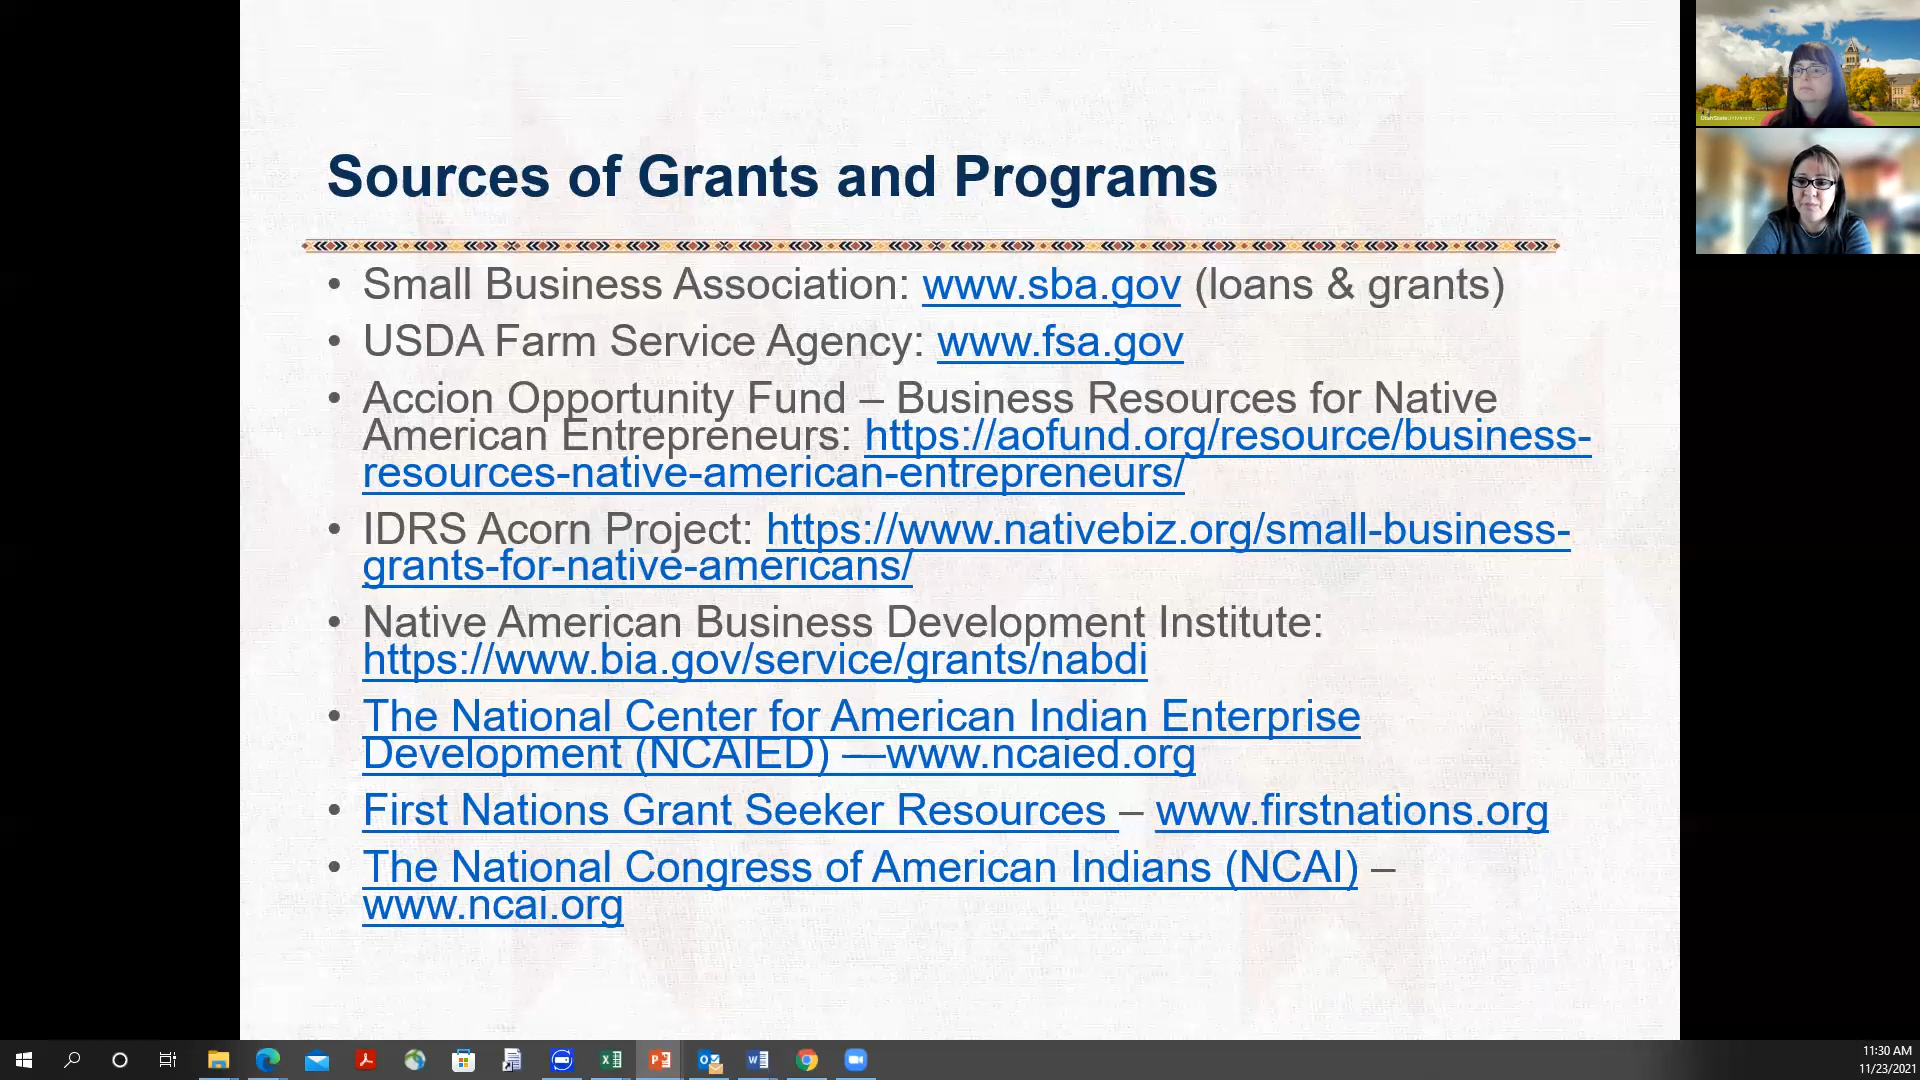 Sources of Grants and Programs
• Small Business Association: www.sba.gov (loans & grants)
• USDA Farm Service Agency: www.fsa.gov
• Accion Opportunity Fund – Business Resources for Native
American Entrepreneurs: https://aofund.org/resource/business-
resources-native-american-entrepreneurs/
• IDRS Acorn Project: https://www.nativebiz.org/small-business-
grants-for-native-americans/
• Native American Business Development Institute:
https://www.bia.gov/service/grants/nabdi
• The National Center for American Indian Enterprise
Development (NCAIED) —www.ncaied.org
• First Nations Grant Seeker Resources – www.firstnations.org
• The National Congress of American Indians (NCAI) –
www.ncai.org
UtahStateUniversity
11:30 AM
11/23/2021